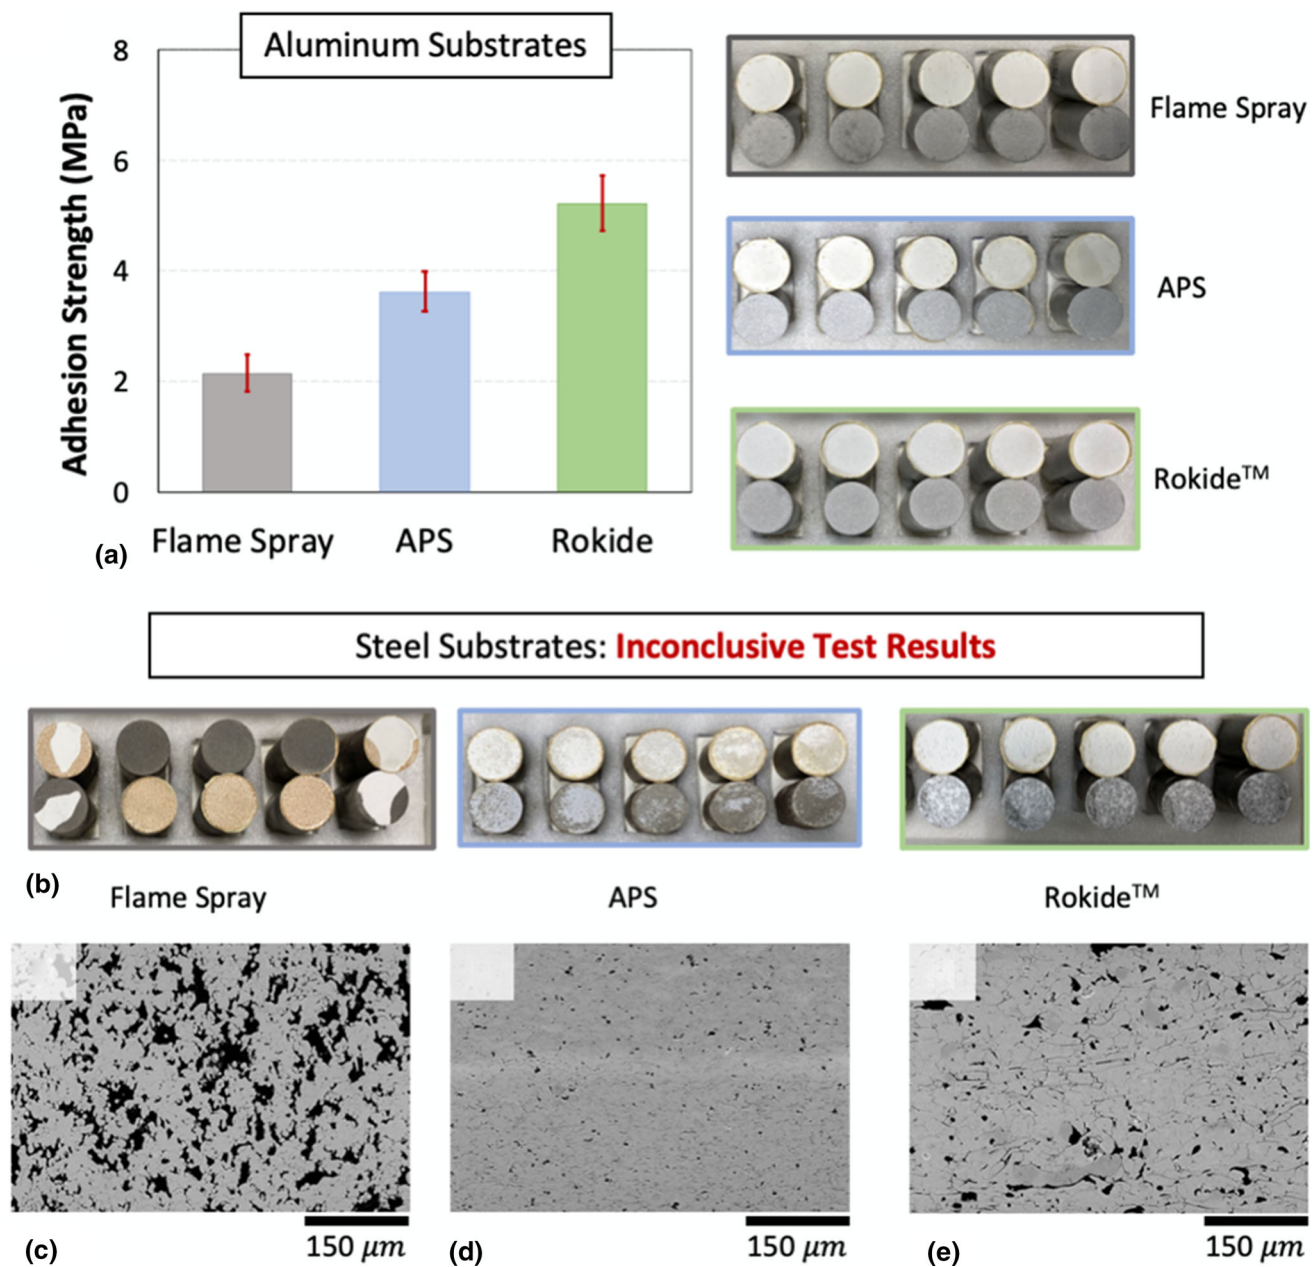 Aluminum Substrates
Adhesion Strength (MPa)
8
6
4
2
0
Flame Spray
APS
Rokide
(a)
Flame Spray
APS
Rokide™
Steel Substrates: Inconclusive Test Results
(b)
Flame Spray
APS
Rokide™
150 μm
150 μm
150 μm
(c)
(d)
(e)